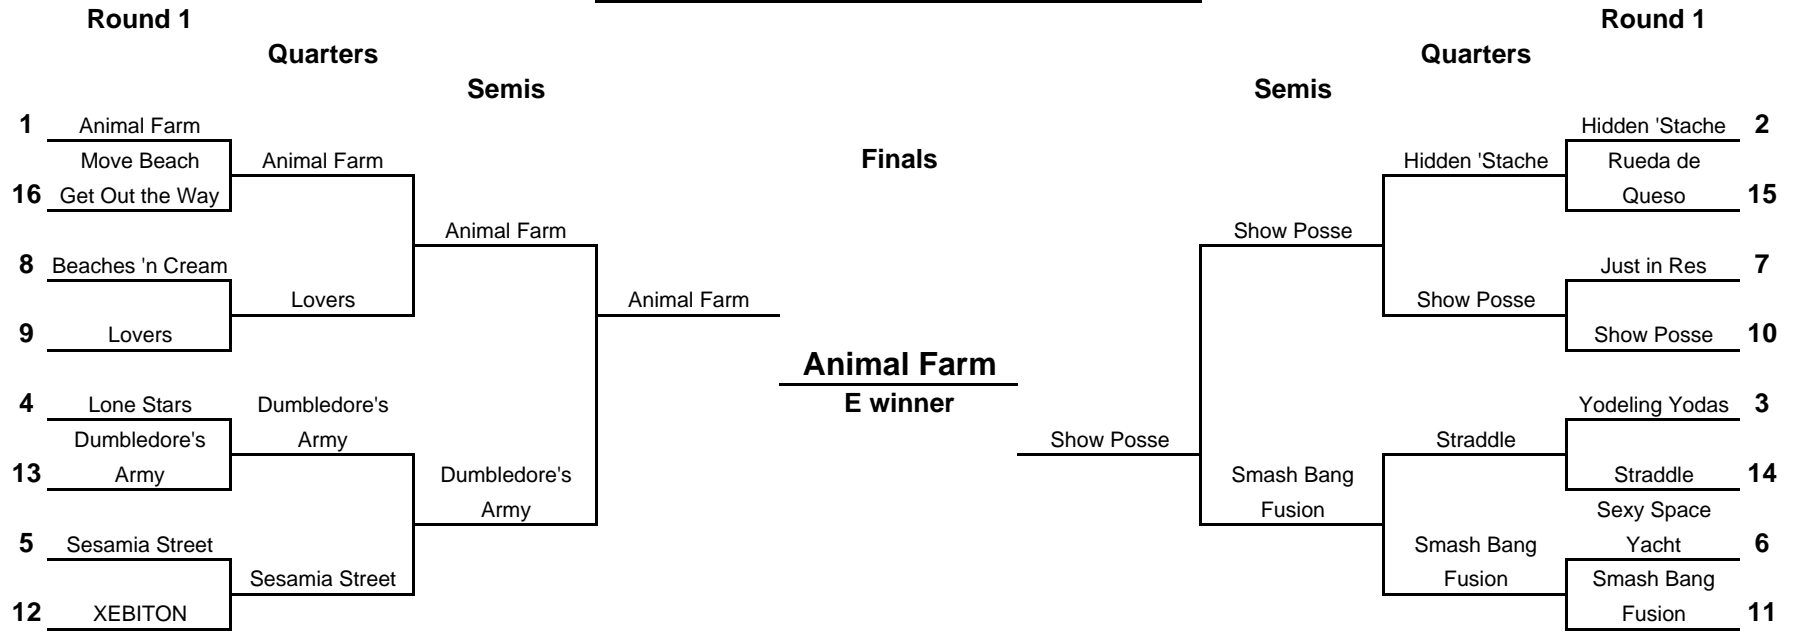 Round 1
Round 1
Quarters
Quarters
Semis
Semis
1 Animal Farm
Hidden 'Stache 2
Move Beach
Animal Farm
Finals
Hidden 'Stache
Rueda de
16 Get Out the Way
Queso 15
Animal Farm
Show Posse
8 Beaches 'n Cream
Just in Res 7
Lovers
Animal Farm
Show Posse
9 Lovers
Show Posse 10
Animal Farm
4 Lone Stars
Dumbledore's
E winner
Yodeling Yodas 3
Dumbledore's
Army
Show Posse
Straddle
13 Army
Dumbledore's
Smash Bang
Straddle 14
Army
Fusion
Sexy Space
5 Sesamia Street
Smash Bang
Yacht 6
Sesamia Street
Fusion
Smash Bang
12 XEBITON
Fusion 11